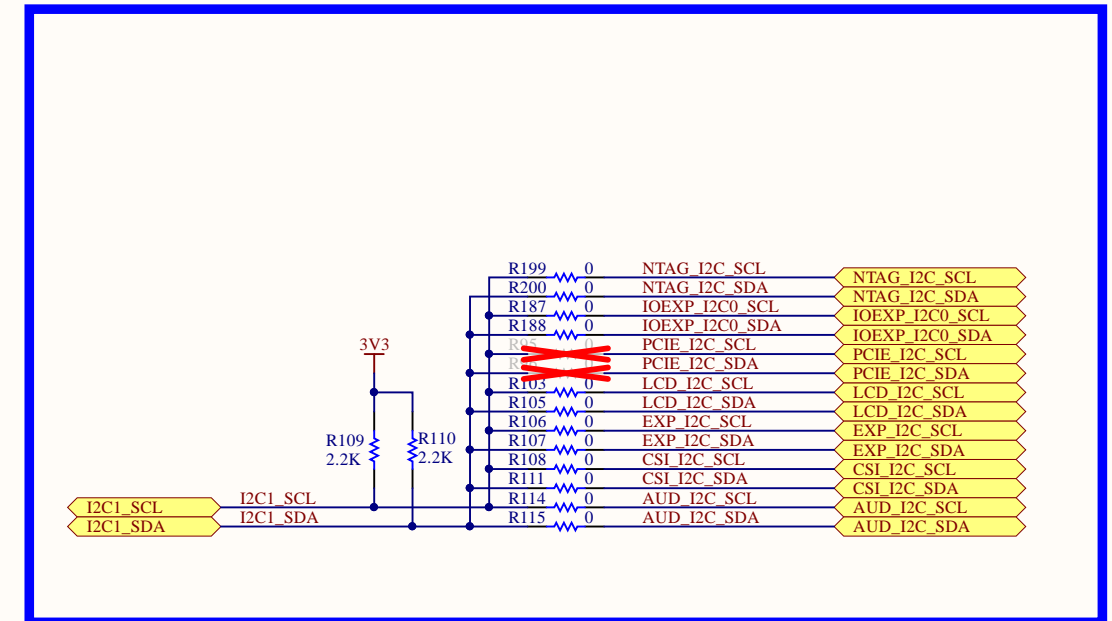 R199 0 NTAG_I2C_SCL NTAG_I2C_SCL
R200 0 NTAG_I2C_SDA NTAG_I2C_SDA
R187 0 IOEXP_I2C0_SCL IOEXP_I2C0_SCL
R188 0 IOEXP_I2C0_SDA IOEXP_I2C0_SDA
3V3
R95 0 PCIE_I2C_SCL PCIE_I2C_SCL
PCIE_I2C_SDA PCIE_I2C_SDA
R103 0 LCD_I2C_SCL LCD_I2C_SCL
R105 0 LCD_I2C_SDA LCD_I2C_SDA
R106 0 EXP_I2C_SCL EXP_I2C_SCL
R109 R110 R107 0 EXP_I2C_SDA EXP_I2C_SDA
2.2K 2.2K R108 0 CSI_I2C_SCL CSI_I2C_SCL
R111 0 CSI_I2C_SDA CSI_I2C_SDA
I2C1_SCL I2C1_SCL R114 0 AUD_I2C_SCL AUD_I2C_SCL
I2C1_SDA I2C1_SDA R115 0 AUD_I2C_SDA AUD_I2C_SDA